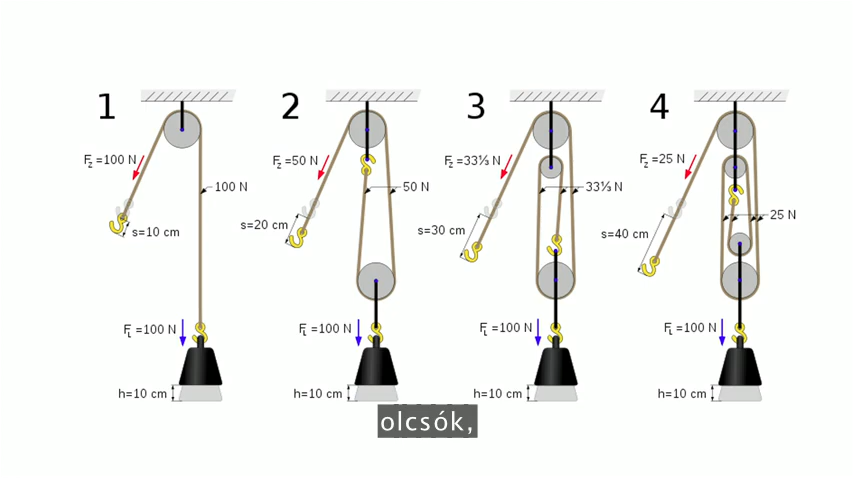 1
2
3
4
Fz =100 N
100 N
s=10 cm
FL =100 N
h=10 cm
Fz =50 N
50 N
s=20 cm
FL =100 N
h=10 cm
Fz =33⅓ N
33⅓ N
s=30 cm
FL =100 N
h=10 cm
Fz =25 N
25 N
s=40 cm
FL =100 N
h=10 cm
olcsók,